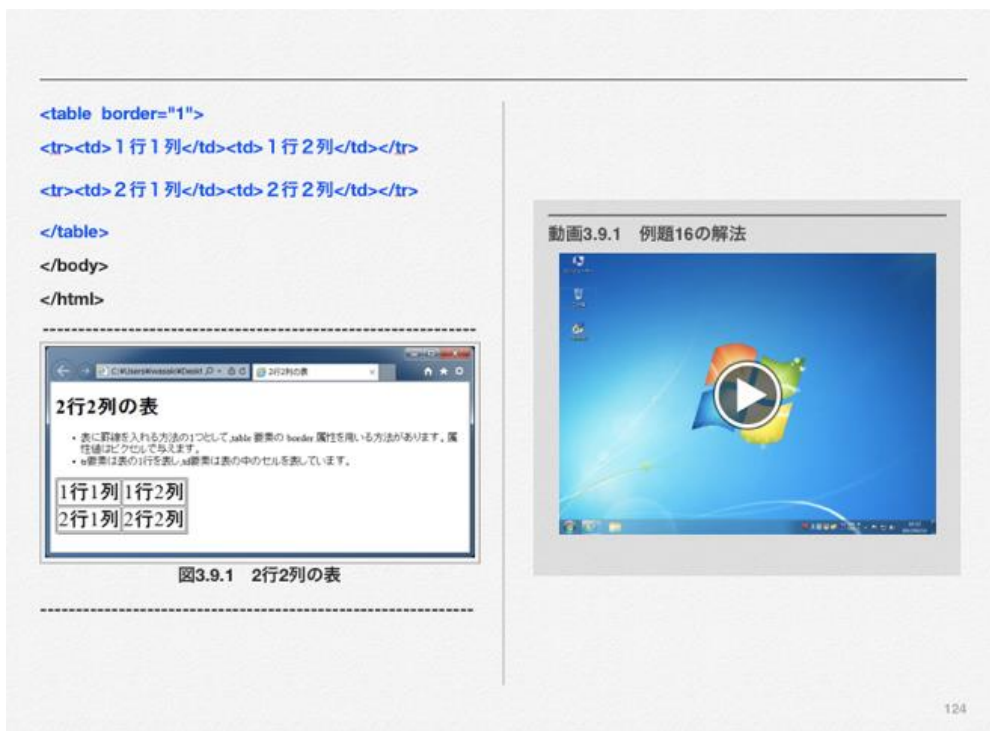 <table border="1">
<tr><td>１行１列</td><td>１行２列</td></tr>
<tr><td>２行１列</td><td>２行２列</td></tr>
</table>
</body>
</html>
------------------------------------------------------------
2行2列の表
2行2列の表
• 表に罫線を入れる方法の1つとして,table 要素の border 属性を用いる方法があります。属
性値はピクセルで与えます。
• tr要素は表の1行を表し,td要素は表の中のセルを表しています。
1行1列 1行2列
2行1列 2行2列
図3.9.1　2行2列の表
------------------------------------------------------------
動画3.9.1　例題16の解法
124